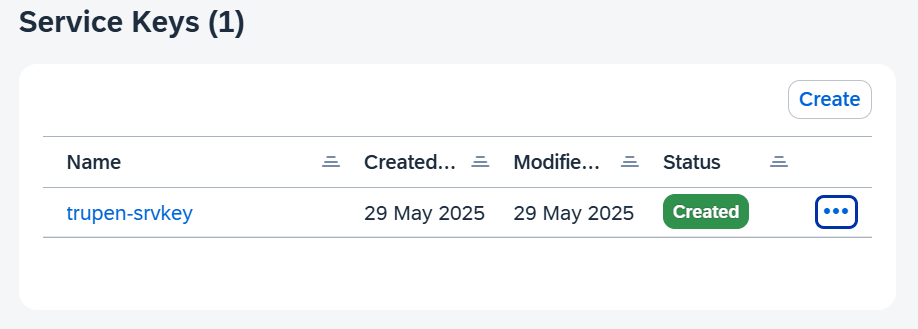 Service Keys (1)
Create
Name Created... Modifie... Status
trupen-srvkey 29 May 2025 29 May 2025 Created